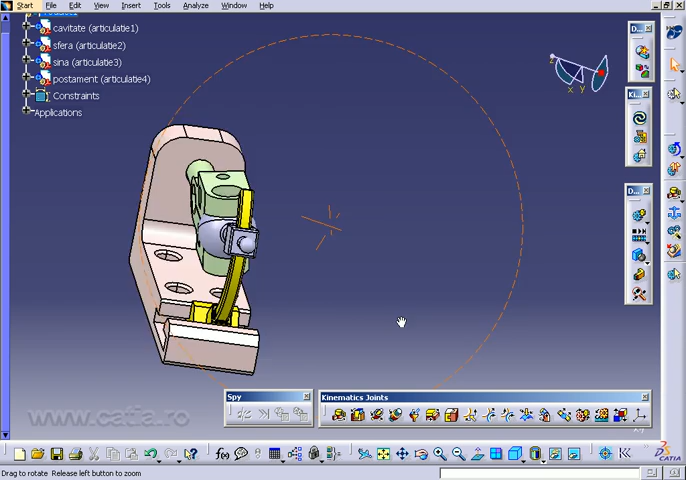 Start File Edit View Insert Tools Analyze Window Help
cavitate (articulatie1)
sfera (articulatie2)
sina (articulatie3)
postament (articulatie4)
Constraints
Applications
z
x y
D...
Ki
D...
Spy
Kinematics Joints
www.catia.ro
f(x)
CATIA
Drag to rotate Release left button to zoom